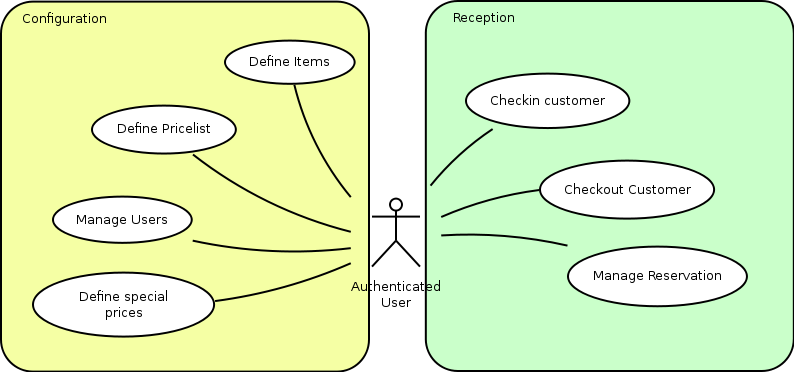 Configuration
Define Items
Define Pricelist
Manage Users
Define special
prices
Authenticated
User
Reception
Checkin customer
Checkout Customer
Manage Reservation